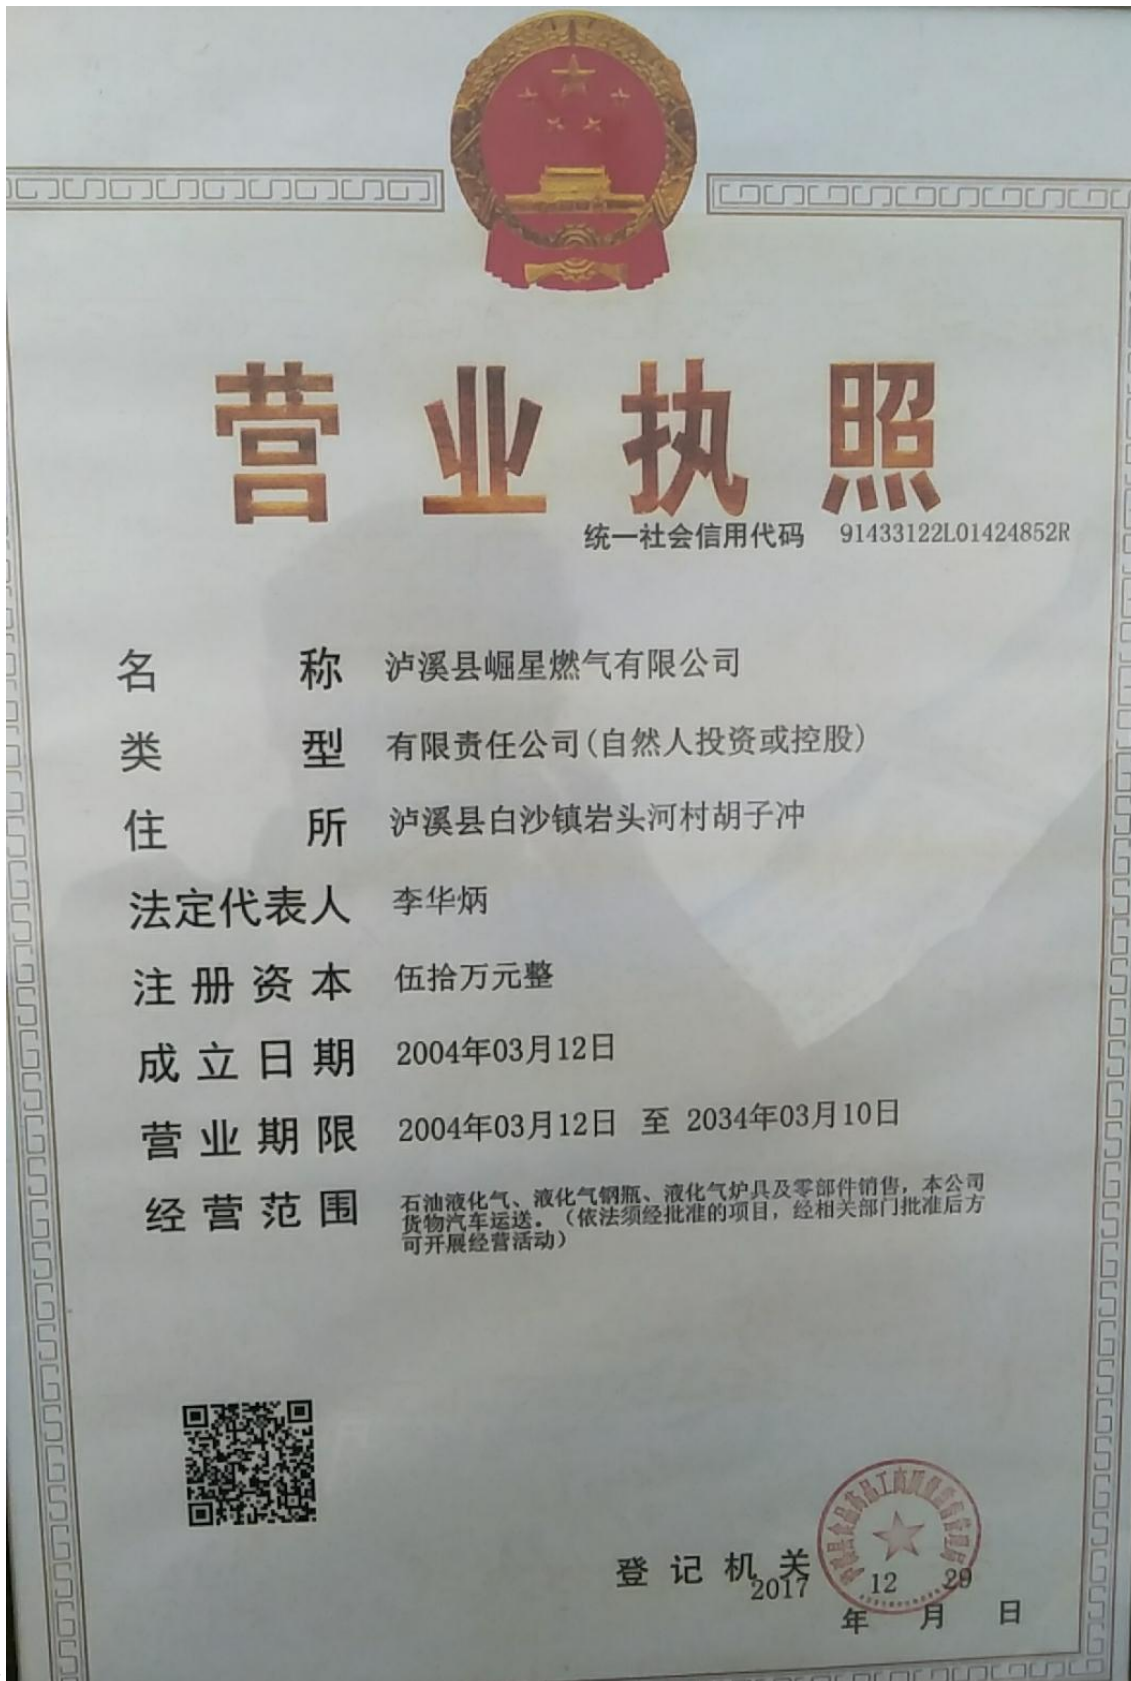 营业执照
统一社会信用代码 91433122L01424852R
名称 泸溪县崛星燃气有限公司
类型 有限责任公司(自然人投资或控股)
住所 泸溪县白沙镇岩头河村胡子冲
法定代表人 李华炳
注册资本 伍拾万元整
成立日期 2004年03月12日
营业期限 2004年03月12日 至 2034年03月10日
经营范围 石油液化气、液化气钢瓶、液化气炉具及零部件销售，本公司
货物汽车运送。（依法须经批准的项目，经相关部门批准后方
可开展经营活动）
登记机关
2017 12 29
年 月 日